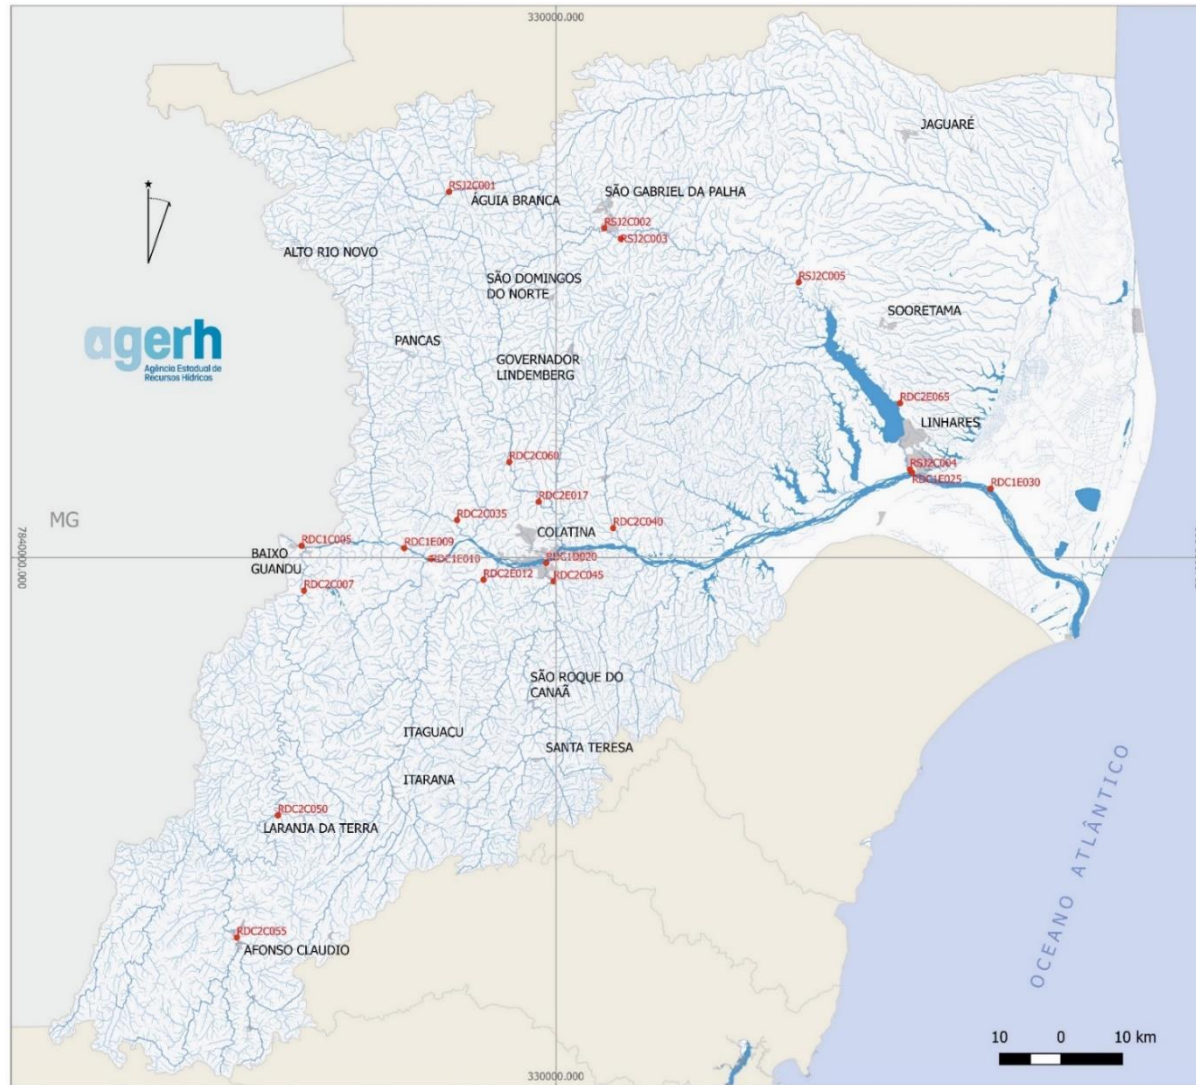 330000.000
JAGUARÉ
RSJ2C001
ÁGUIA BRANCA
SÃO GABRIEL DA PALHA
RSJ2C002
RSJ2C003
ALTO RIO NOVO
SÃO DOMINGOS
DO NORTE
RSJ2C005
SOORETAMA
agerh
Agência Estadual de
Recursos Hídricos
PANCAS
GOVERNADOR
LINDEMBERG
RDC2E065
LINHARES
RDC2C060
RSJ2C004
RDC1E025
RDC1E030
RDC2E017
MG
RDC2C035
COLATINA
RDC2C040
7840000.000
RDC1C005
BAIXO
GUANDU
RDC1E009
RDC1E010
RDC1D020
RDC2E012
RDC2C045
RDC2C007
SÃO ROQUE DO
CANAÃ
ITAGUAÇU
SANTA TERESA
ITARANA
RDC2C050
LARANJA DA TERRA
OCEANO ATLÂNTICO
RDC2C055
AFONSO CLAUDIO
10 0 10 km
330000.000